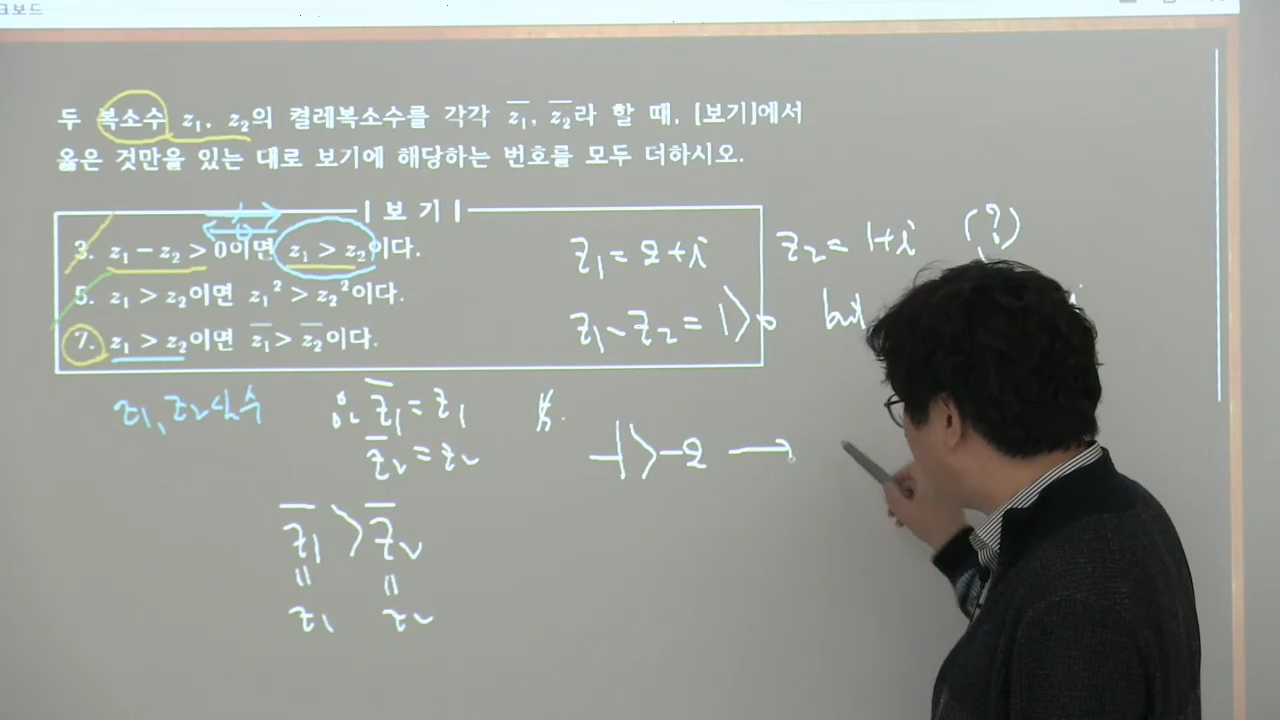 크보드
두 복소수 z₁, z₂의 켤레복소수를 각각 z̅₁, z̅₂라 할 때, [보기]에서
옳은 것만을 있는 대로 보기에 해당하는 번호를 모두 더하시오.
| 보 기 |
3. z₁ − z₂ > 0이면 z₁ > z₂이다.
5. z₁ > z₂이면 z₁² > z₂²이다.
7. z₁ > z₂이면 z̅₁ > z̅₂이다.
z₁ = 2+i z₂ = 1+i (?)
z₁ − z₂ = 1 > 0 but
z₁, z₂ 실수 z̅₁ = z₁
z̅₂ = z₂
−1 > −2 →
z̅₁ > z̅₂
= =
z₁ z₂